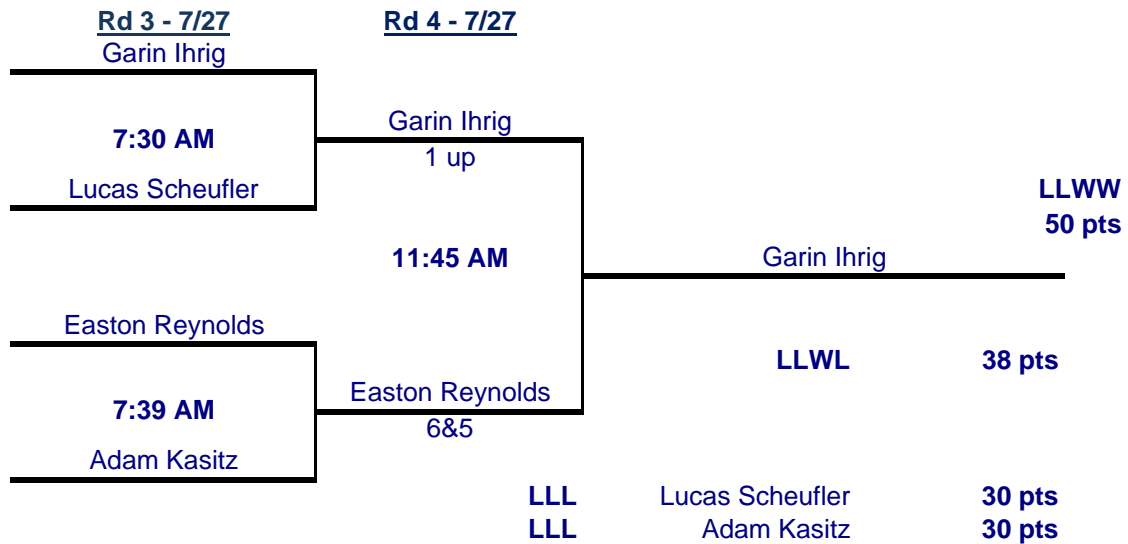 Rd 3 - 7/27 Rd 4 - 7/27
Garin Ihrig
7:30 AM
Garin Ihrig
1 up
Lucas Scheufler
LLWW
50 pts
11:45 AM
Garin Ihrig
Easton Reynolds
LLWL 38 pts
7:39 AM
Easton Reynolds
6&5
Adam Kasitz
LLL Lucas Scheufler 30 pts
LLL Adam Kasitz 30 pts